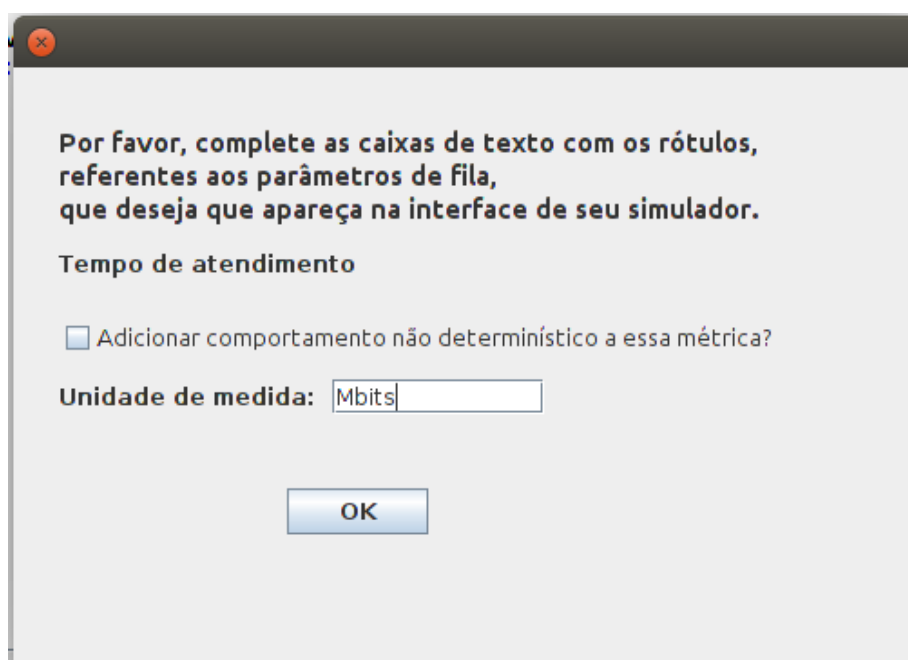 Por favor, complete as caixas de texto com os rótulos,
referentes aos parâmetros de fila,
que deseja que apareça na interface de seu simulador.
Tempo de atendimento
Adicionar comportamento não determinístico a essa métrica?
Unidade de medida: Mbits
OK